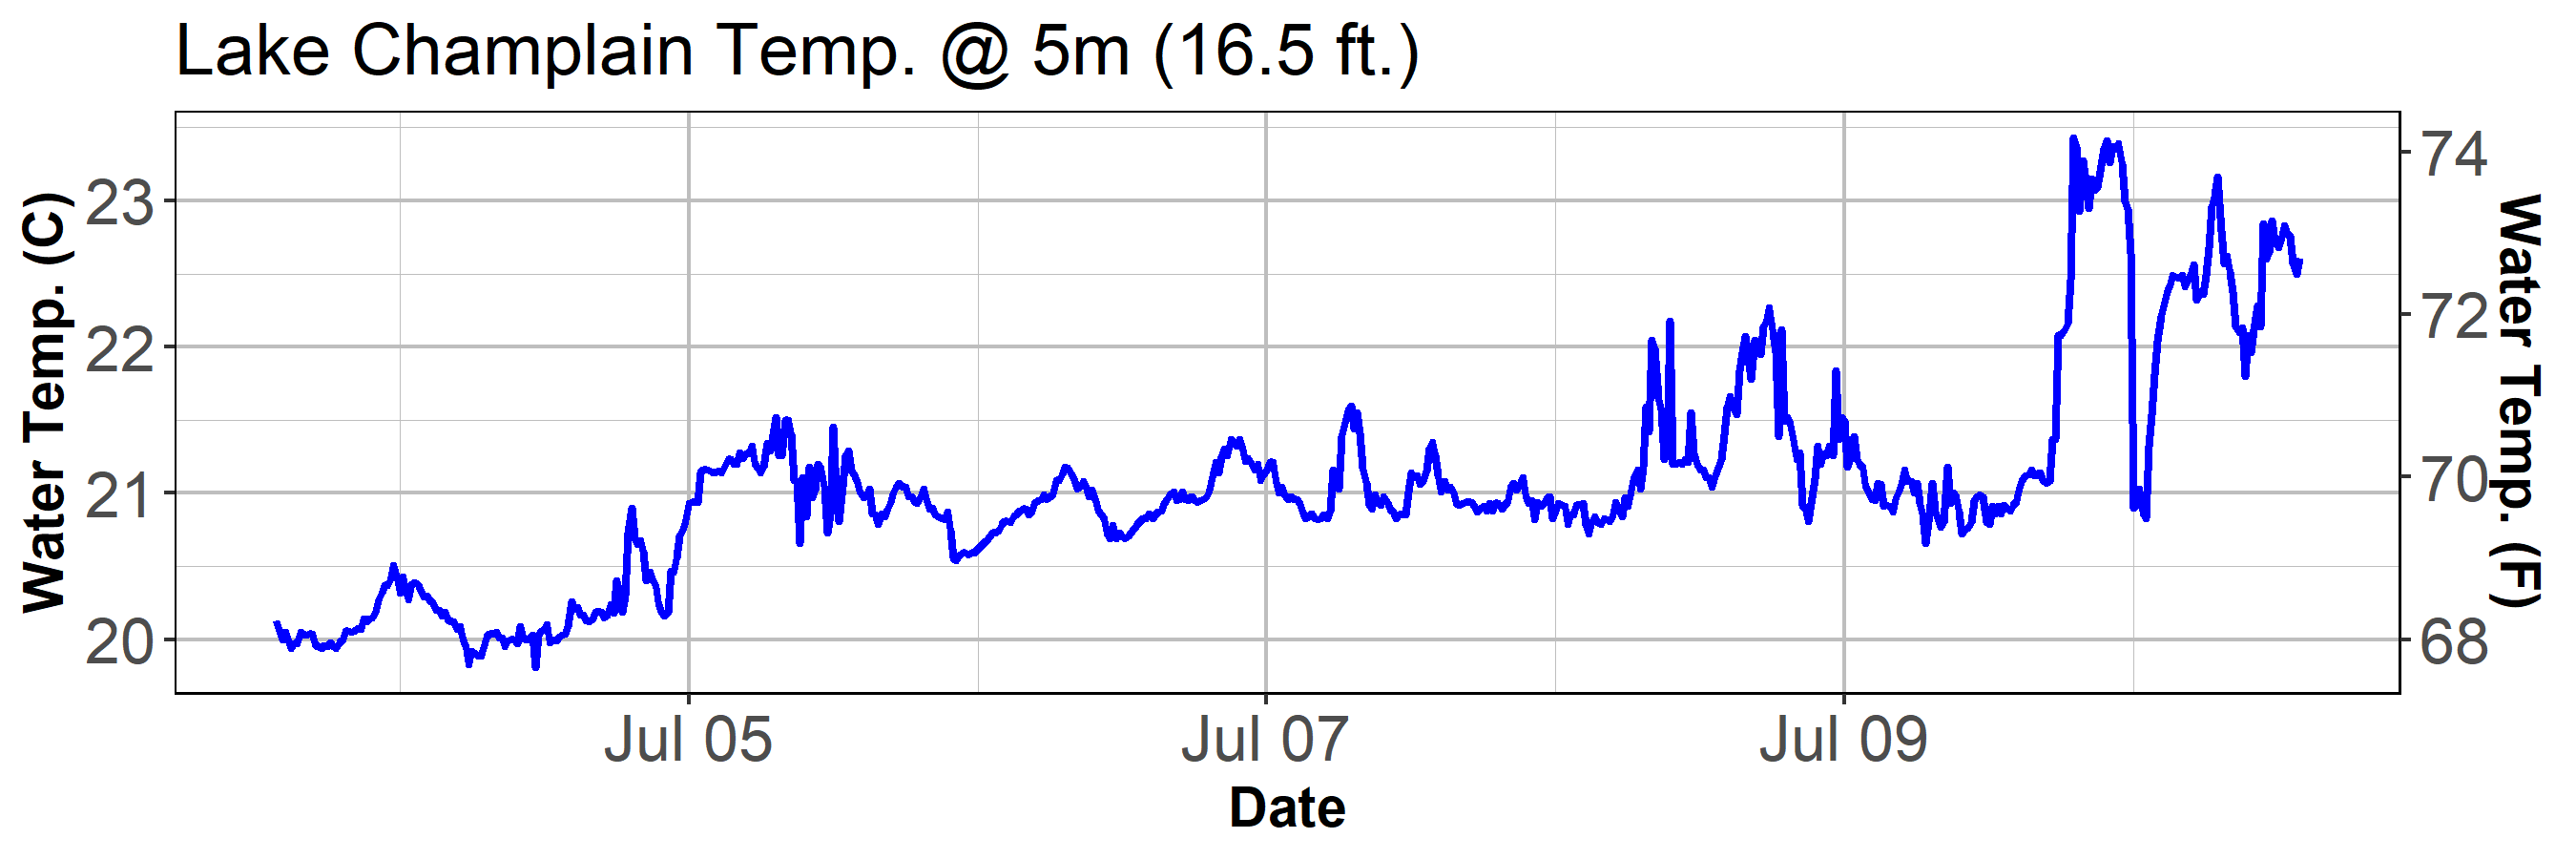 Lake Champlain Temp. @ 5m (16.5 ft.)
Water Temp. (C)
23
22
21
20
74
72
70
68
Water Temp. (F)
Jul 05
Jul 07
Jul 09
Date